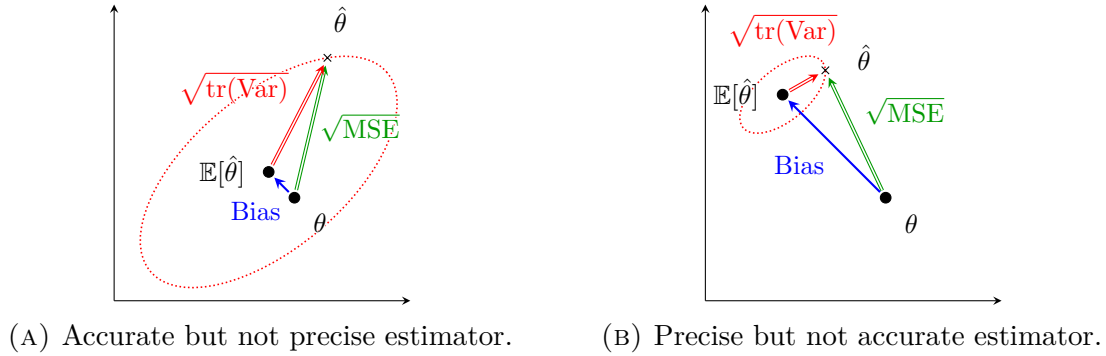 θ̂
√tr(Var)
𝔼[θ̂]
√MSE
Bias
θ
(A) Accurate but not precise estimator.
√tr(Var)
θ̂
𝔼[θ̂]
√MSE
Bias
θ
(B) Precise but not accurate estimator.